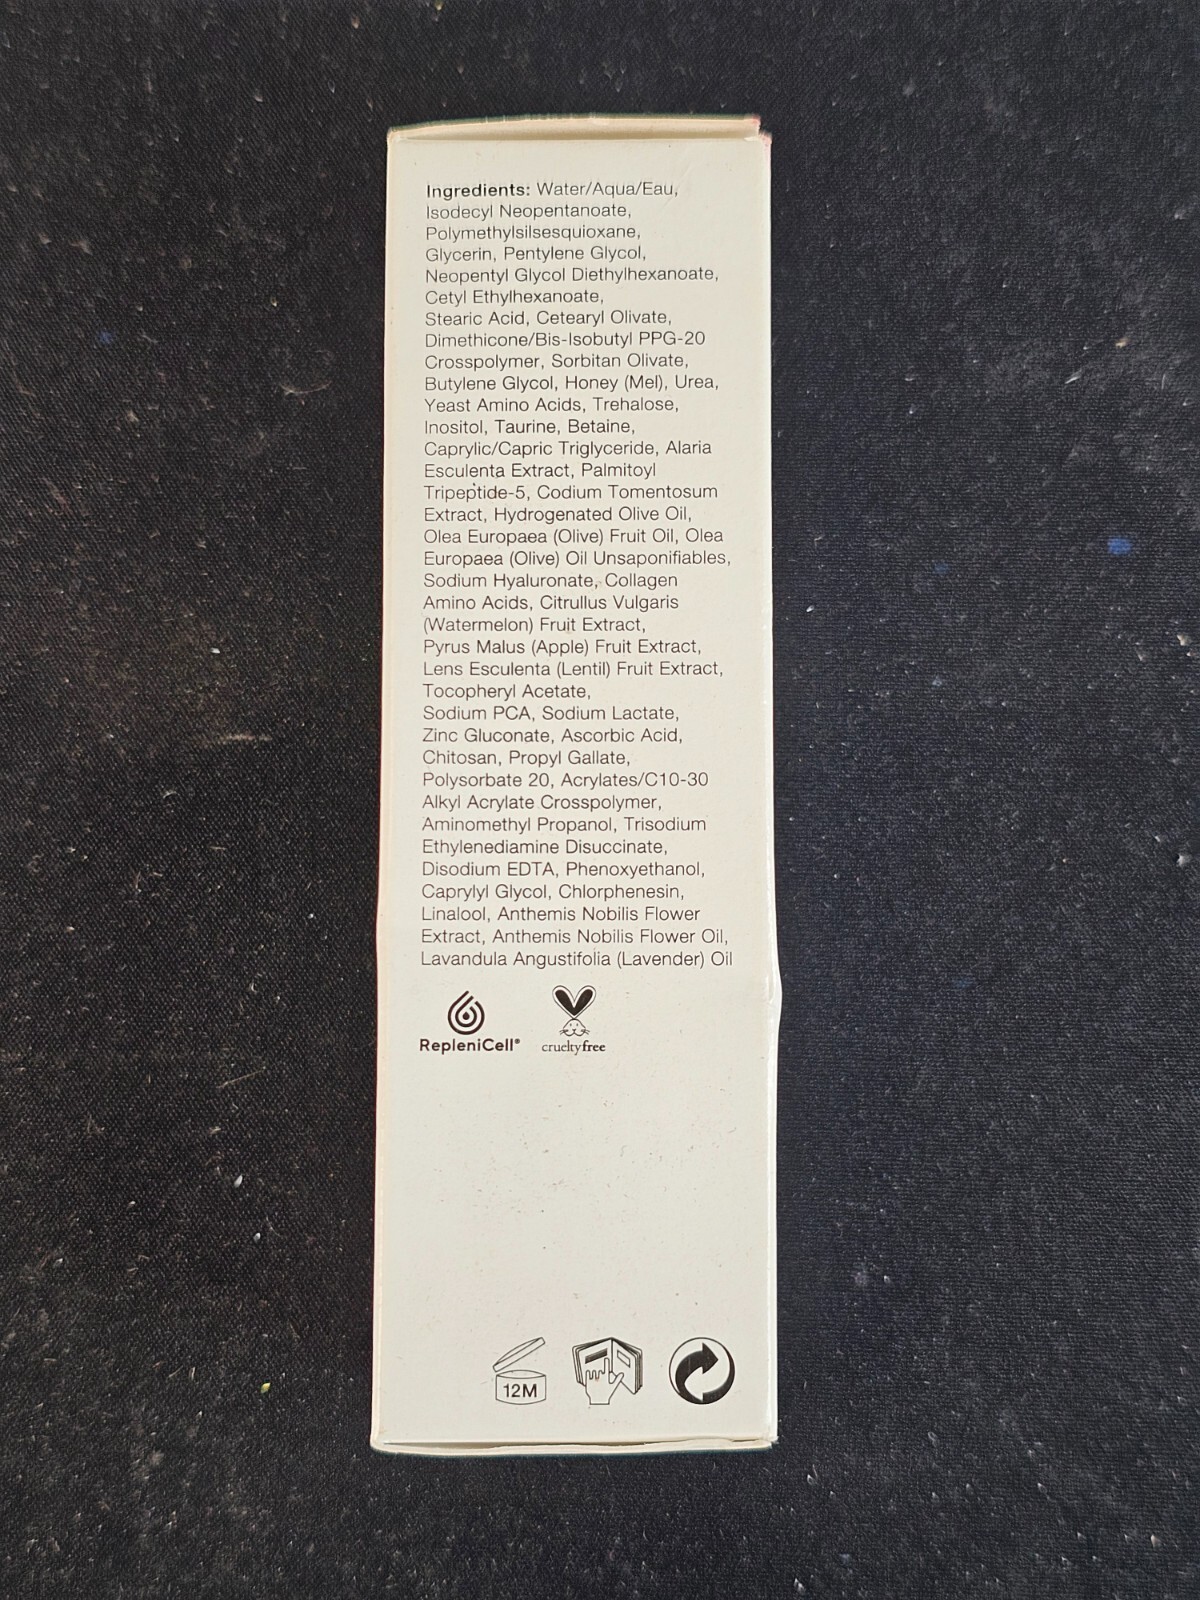 Ingredients: Water/Aqua/Eau,
Isodecyl Neopentanoate,
Polymethylsilsesquioxane,
Glycerin, Pentylene Glycol,
Neopentyl Glycol Diethylhexanoate,
Cetyl Ethylhexanoate,
Stearic Acid, Cetearyl Olivate,
Dimethicone/Bis-Isobutyl PPG-20
Crosspolymer, Sorbitan Olivate,
Butylene Glycol, Honey (Mel), Urea,
Yeast Amino Acids, Trehalose,
Inositol, Taurine, Betaine,
Caprylic/Capric Triglyceride, Alaria
Esculenta Extract, Palmitoyl
Tripeptide-5, Codium Tomentosum
Extract, Hydrogenated Olive Oil,
Olea Europaea (Olive) Fruit Oil, Olea
Europaea (Olive) Oil Unsaponifiables,
Sodium Hyaluronate, Collagen
Amino Acids, Citrullus Vulgaris
(Watermelon) Fruit Extract,
Pyrus Malus (Apple) Fruit Extract,
Lens Esculenta (Lentil) Fruit Extract,
Tocopheryl Acetate,
Sodium PCA, Sodium Lactate,
Zinc Gluconate, Ascorbic Acid,
Chitosan, Propyl Gallate,
Polysorbate 20, Acrylates/C10-30
Alkyl Acrylate Crosspolymer,
Aminomethyl Propanol, Trisodium
Ethylenediamine Disuccinate,
Disodium EDTA, Phenoxyethanol,
Caprylyl Glycol, Chlorphenesin,
Linalool, Anthemis Nobilis Flower
Extract, Anthemis Nobilis Flower Oil,
Lavandula Angustifolia (Lavender) Oil
RepleniCell®
crueltyfree
12M